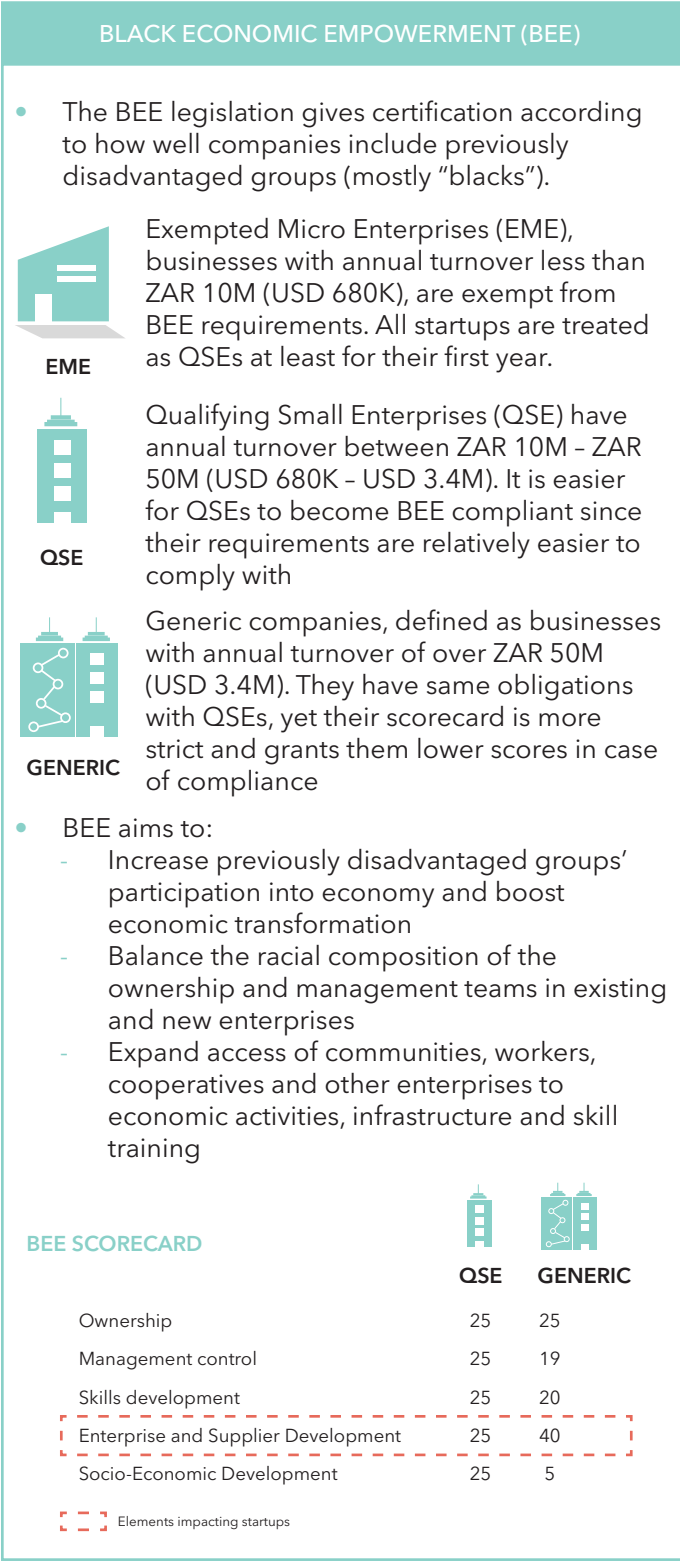 BLACK ECONOMIC EMPOWERMENT (BEE)
• The BEE legislation gives certification according
to how well companies include previously
disadvantaged groups (mostly “blacks”).
Exempted Micro Enterprises (EME),
businesses with annual turnover less than
ZAR 10M (USD 680K), are exempt from
BEE requirements. All startups are treated
as QSEs at least for their first year.
EME
Qualifying Small Enterprises (QSE) have
annual turnover between ZAR 10M – ZAR
50M (USD 680K – USD 3.4M). It is easier
for QSEs to become BEE compliant since
their requirements are relatively easier to
comply with
QSE
Generic companies, defined as businesses
with annual turnover of over ZAR 50M
(USD 3.4M). They have same obligations
with QSEs, yet their scorecard is more
strict and grants them lower scores in case
of compliance
GENERIC
• BEE aims to:
- Increase previously disadvantaged groups’
participation into economy and boost
economic transformation
- Balance the racial composition of the
ownership and management teams in existing
and new enterprises
- Expand access of communities, workers,
cooperatives and other enterprises to
economic activities, infrastructure and skill
training
BEE SCORECARD
QSE GENERIC
Ownership 25 25
Management control 25 19
Skills development 25 20
Enterprise and Supplier Development 25 40
Socio-Economic Development 25 5
Elements impacting startups